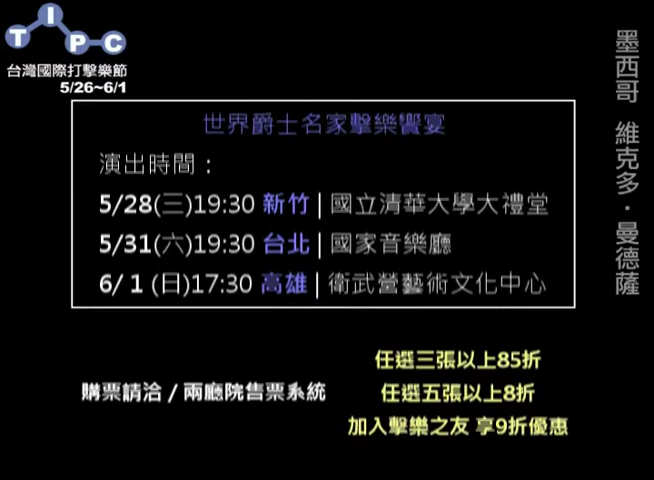 TIPC
台灣國際打擊樂節
5/26~6/1
墨西哥 維克多·曼德薩
世界爵士名家擊樂饗宴
演出時間：
5/28(三)19:30 新竹|國立清華大學大禮堂
5/31(六)19:30 台北|國家音樂廳
6/ 1 (日)17:30 高雄|衛武營藝術文化中心
購票請洽 / 兩廳院售票系統
任選三張以上85折
任選五張以上8折
加入擊樂之友 享9折優惠